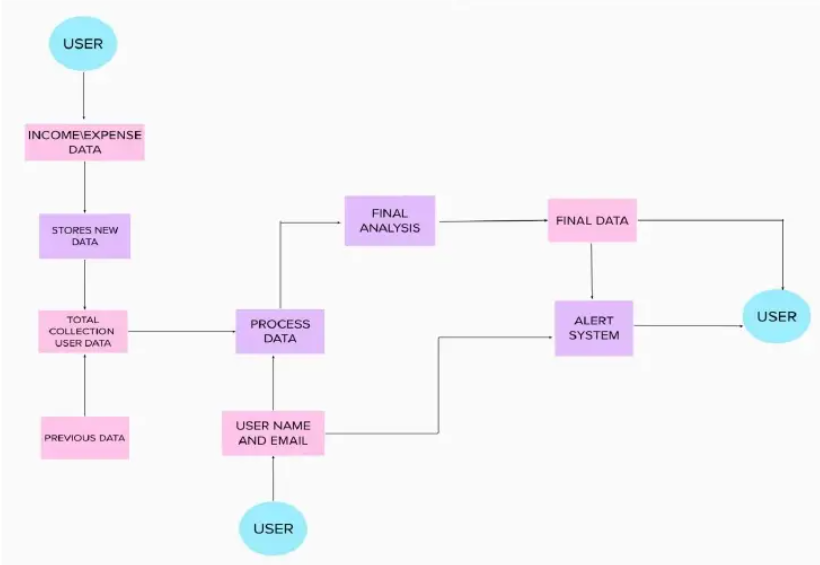 USER
INCOME\EXPENSE
DATA
STORES NEW
DATA
TOTAL
COLLECTION
USER DATA
PREVIOUS DATA
PROCESS
DATA
USER NAME
AND EMAIL
USER
FINAL
ANALYSIS
FINAL DATA
ALERT
SYSTEM
USER